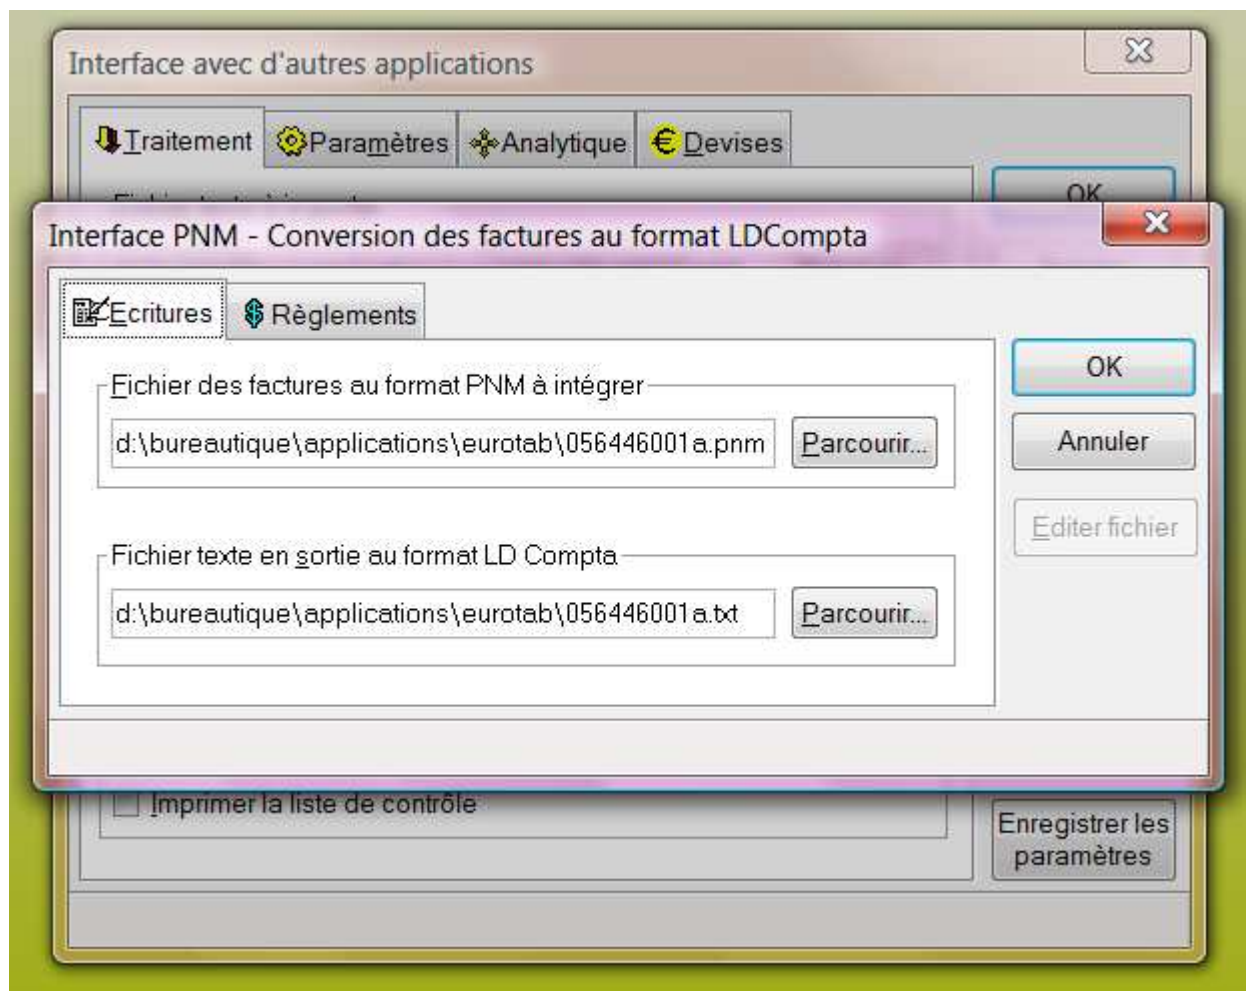 Interface avec d'autres applications
Traitement Paramètres Analytique Devises
OK
Interface PNM - Conversion des factures au format LDCompta
Ecritures Règlements
OK
Fichier des factures au format PNM à intégrer
d:\bureautique\applications\eurotab\056446001a.pnm Parcourir...
Annuler
Editer fichier
Fichier texte en sortie au format LD Compta
d:\bureautique\applications\eurotab\056446001a.txt Parcourir...
Imprimer la liste de contrôle
Enregistrer les
paramètres